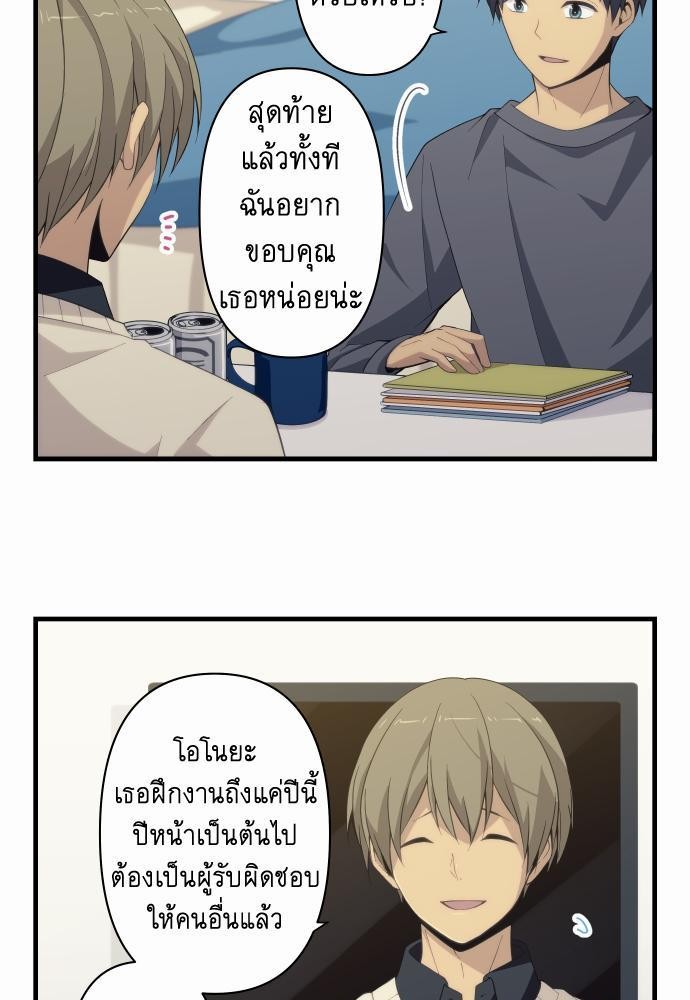 สุดท้าย
แล้วทั้งที
ฉันอยาก
ขอบคุณ
เธอหน่อยน่ะ
โอโนยะ
เธอฝึกงานถึงแค่ปีนี้
ปีหน้าเป็นต้นไป
ต้องเป็นผู้รับผิดชอบ
ให้คนอื่นแล้ว